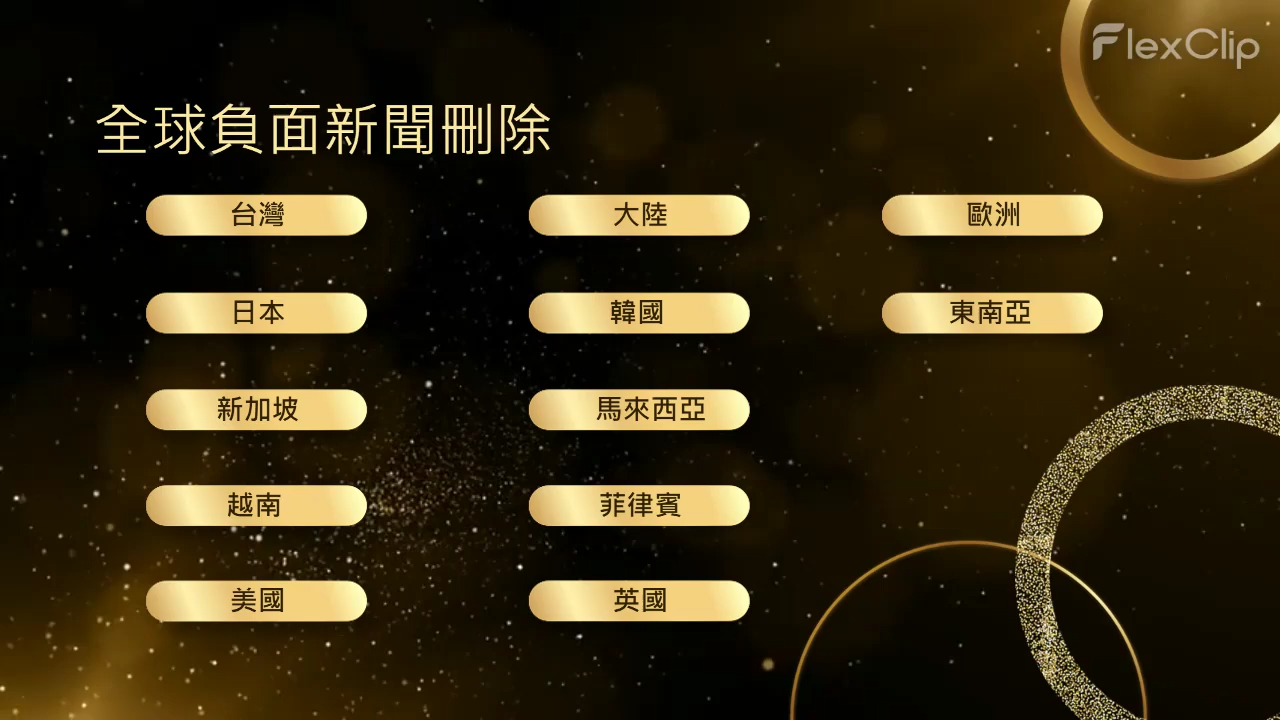 FlexClip
全球負面新聞刪除
台灣
大陸
歐洲
日本
韓國
東南亞
新加坡
馬來西亞
越南
菲律賓
美國
英國